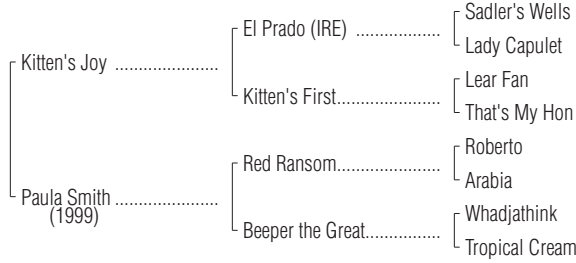 Sadler's Wells
El Prado (IRE) ....................
Lady Capulet
Kitten's Joy ........................
Lear Fan
Kitten's First........................
That's My Hon
Roberto
Red Ransom........................
Arabia
Paula Smith ........................
(1999)
Whadjathink
Beeper the Great.................
Tropical Cream